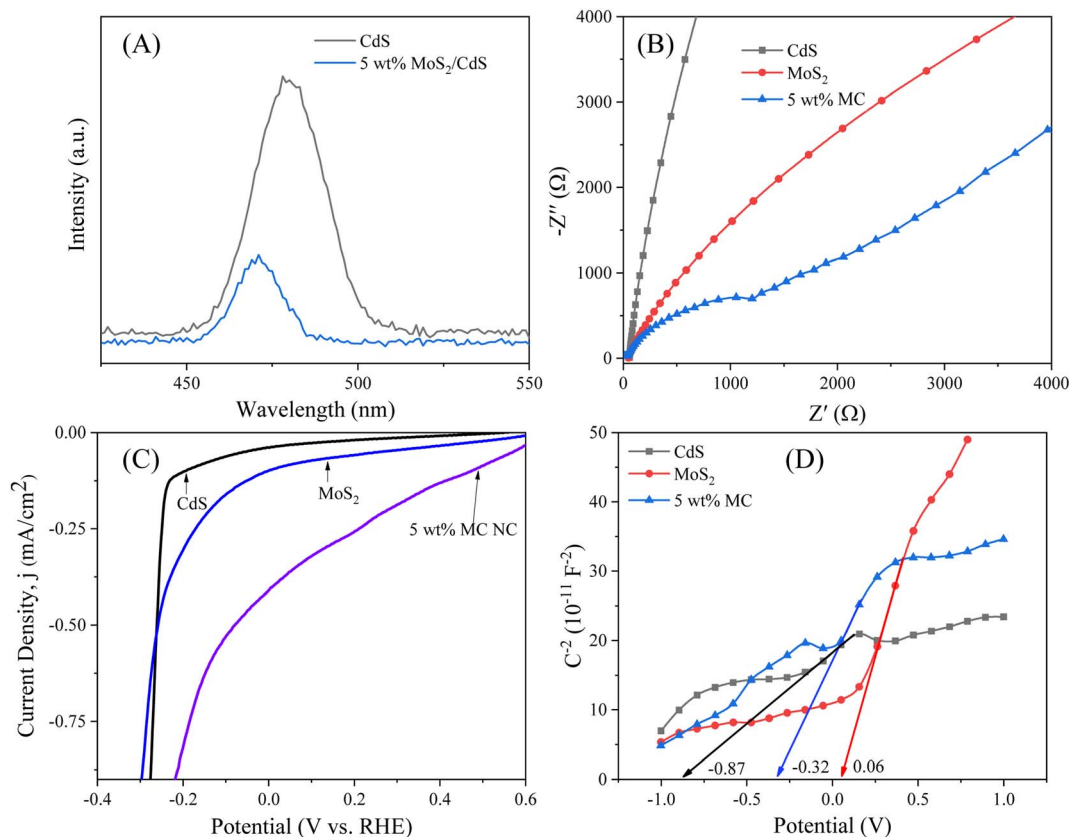 (A)
CdS
5 wt% MoS₂/CdS
Intensity (a.u.)
450
500
550
Wavelength (nm)
(B)
CdS
MoS₂
5 wt% MC
-Z″ (Ω)
4000
3000
2000
1000
0
0
1000
2000
3000
4000
Z′ (Ω)
(C)
CdS
MoS₂
5 wt% MC NC
Current Density, j (mA/cm²)
0.00
-0.25
-0.50
-0.75
-0.4
-0.2
0.0
0.2
0.4
0.6
Potential (V vs. RHE)
(D)
CdS
MoS₂
5 wt% MC
C⁻² (10⁻¹¹ F⁻²)
50
40
30
20
10
0
-0.87
-0.32
0.06
-1.0
-0.5
0.0
0.5
1.0
Potential (V)